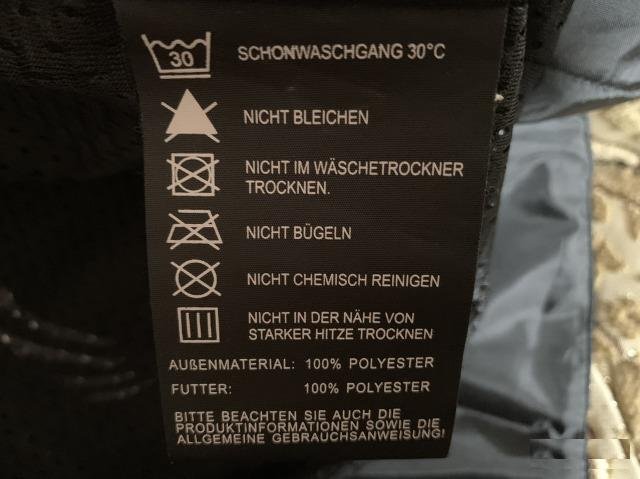 30 SCHONWASCHGANG 30°C
NICHT BLEICHEN
NICHT IM WÄSCHETROCKNER
TROCKNEN.
NICHT BÜGELN
NICHT CHEMISCH REINIGEN
NICHT IN DER NÄHE VON
STARKER HITZE TROCKNEN
AUßENMATERIAL: 100% POLYESTER
FUTTER: 100% POLYESTER
BITTE BEACHTEN SIE AUCH DIE
PRODUKTINFORMATIONEN SOWIE DIE
ALLGEMEINE GEBRAUCHSANWEISUNG!